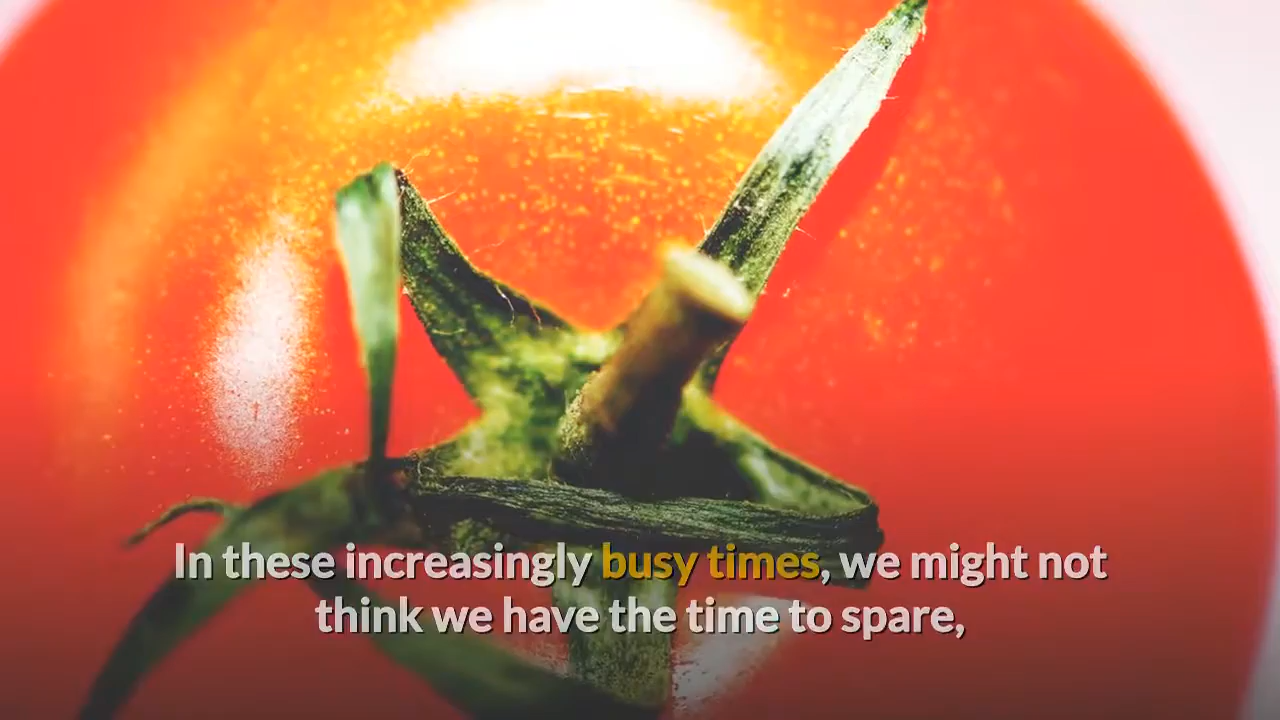 In these increasingly busy times, we might not
think we have the time to spare,